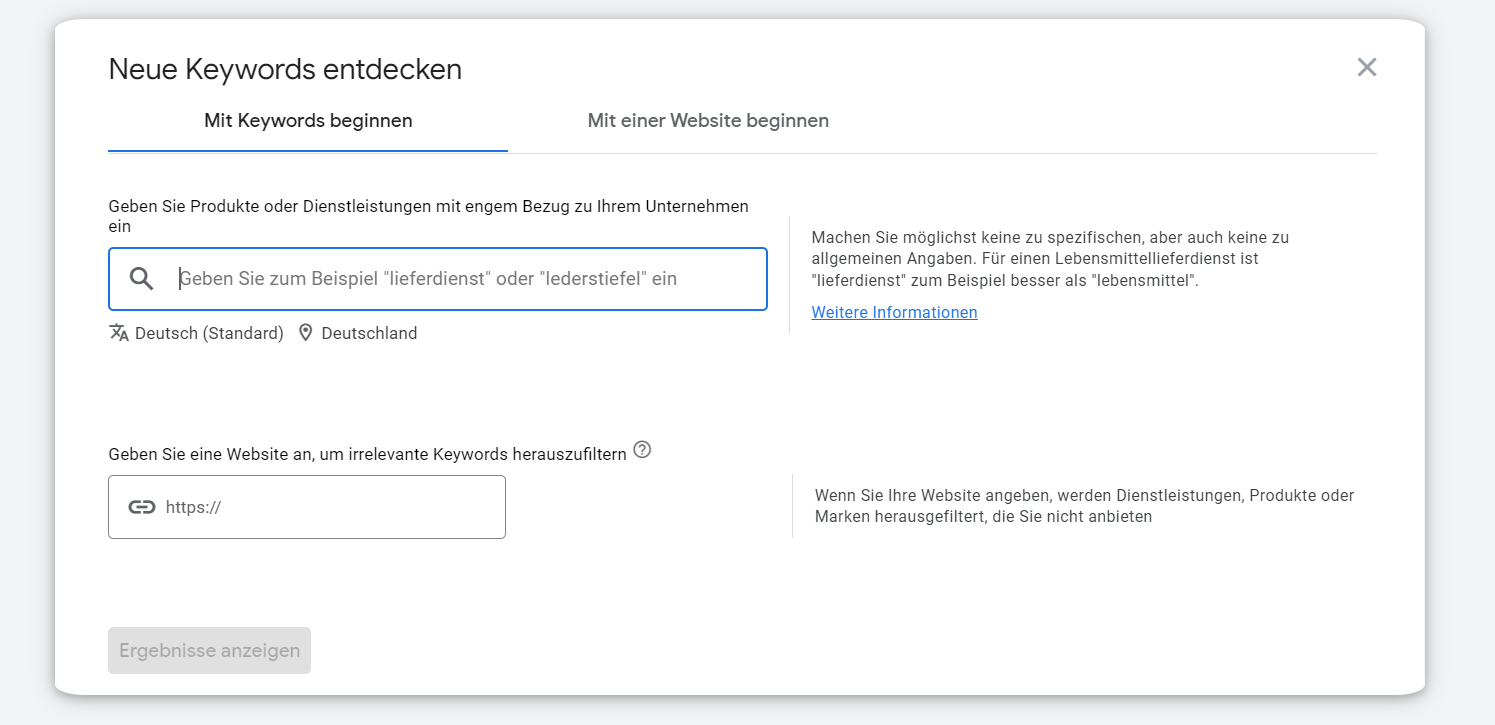 Neue Keywords entdecken
Mit Keywords beginnen
Mit einer Website beginnen
Geben Sie Produkte oder Dienstleistungen mit engem Bezug zu Ihrem Unternehmen
ein
Geben Sie zum Beispiel "lieferdienst" oder "lederstiefel" ein
Deutsch (Standard)
Deutschland
Machen Sie möglichst keine zu spezifischen, aber auch keine zu
allgemeinen Angaben. Für einen Lebensmittellieferdienst ist
"lieferdienst" zum Beispiel besser als "lebensmittel".
Weitere Informationen
Geben Sie eine Website an, um irrelevante Keywords herauszufiltern
https://
Wenn Sie Ihre Website angeben, werden Dienstleistungen, Produkte oder
Marken herausgefiltert, die Sie nicht anbieten
Ergebnisse anzeigen